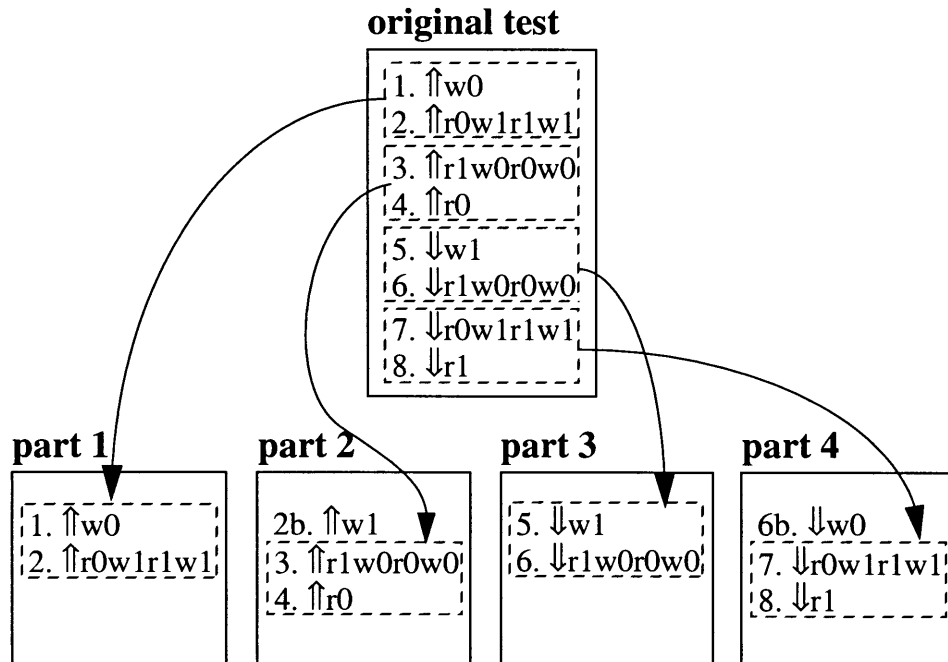 original test
1. ⇑w0
2. ⇑r0w1r1w1
3. ⇑r1w0r0w0
4. ⇑r0
5. ⇓w1
6. ⇓r1w0r0w0
7. ⇓r0w1r1w1
8. ⇓r1
part 1
1. ⇑w0
2. ⇑r0w1r1w1
part 2
2b. ⇑w1
3. ⇑r1w0r0w0
4. ⇑r0
part 3
5. ⇓w1
6. ⇓r1w0r0w0
part 4
6b. ⇓w0
7. ⇓r0w1r1w1
8. ⇓r1